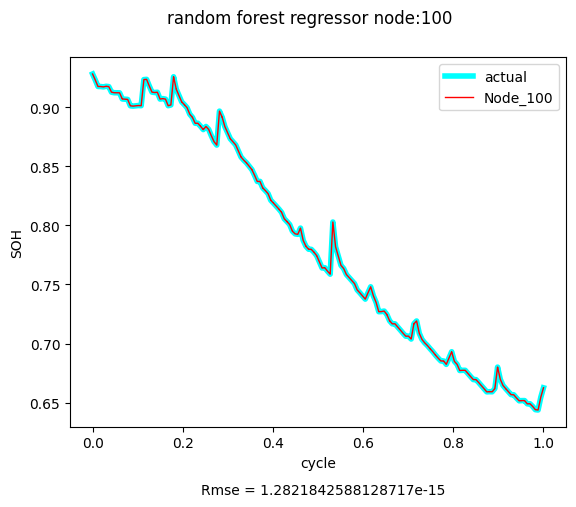 random forest regressor node:100
actual
Node_100
0.90
0.85
0.80
0.75
0.70
0.65
SOH
0.0 0.2 0.4 0.6 0.8 1.0
cycle
Rmse = 1.2821842588128717e-15